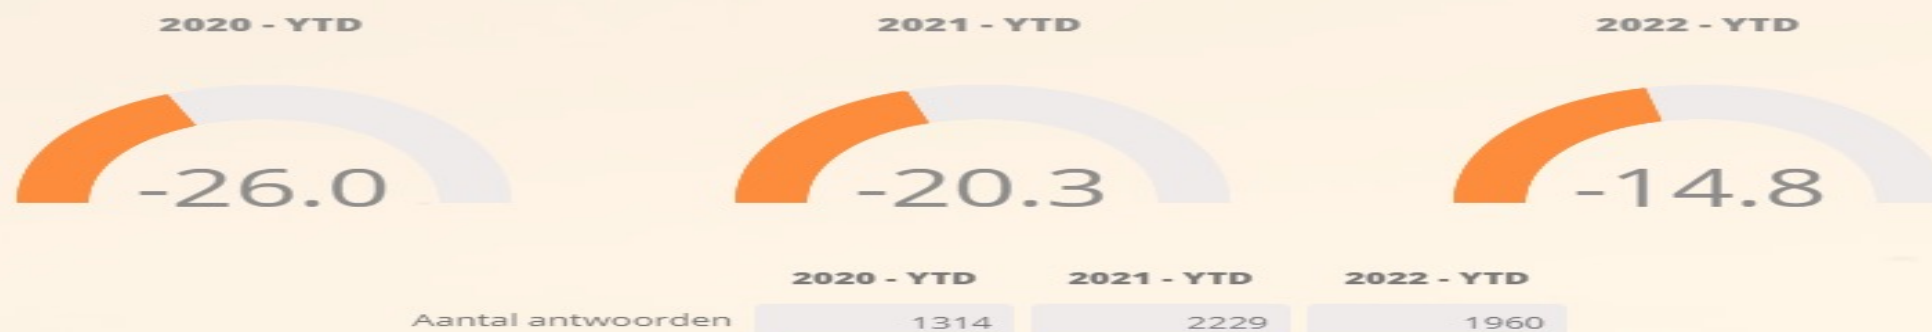 2020 - YTD 2021 - YTD 2022 - YTD
-26.0 -20.3 -14.8
2020 - YTD 2021 - YTD 2022 - YTD
Aantal antwoorden 1314 2229 1960